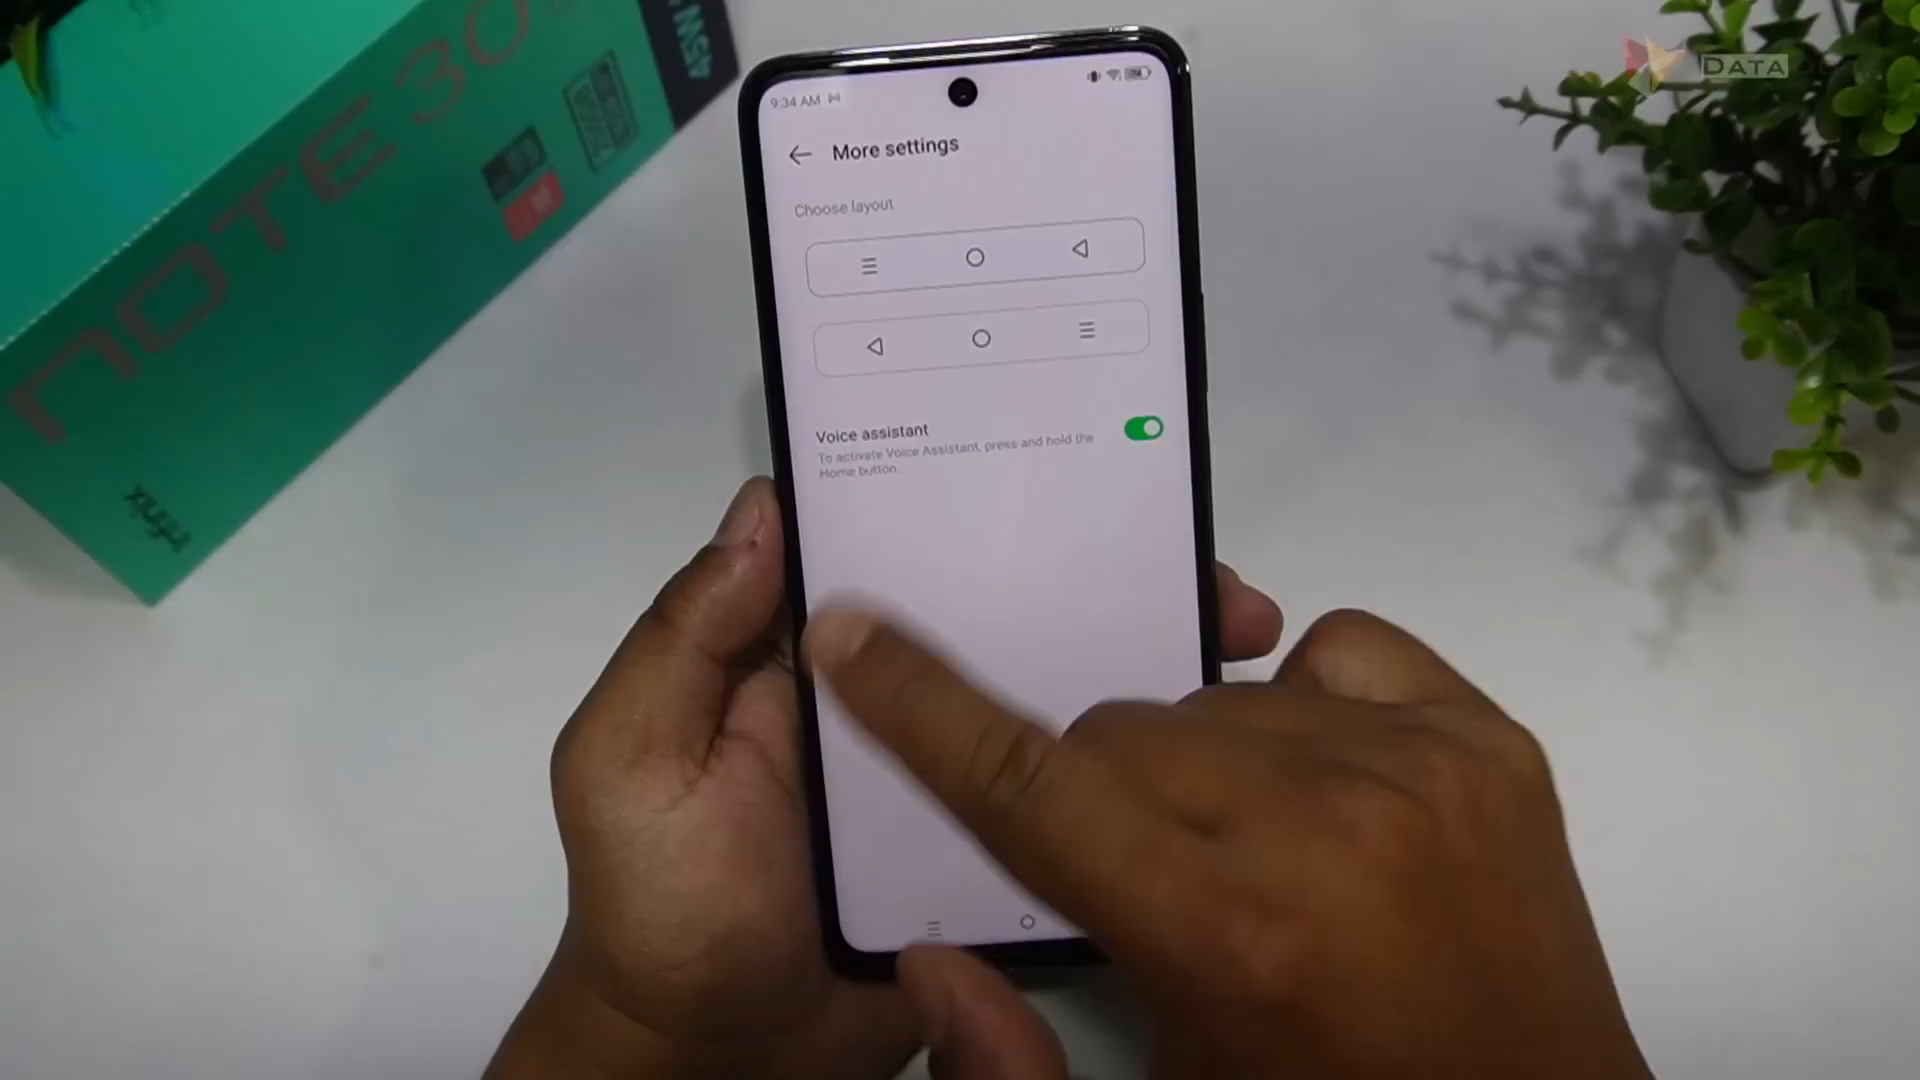 NOTE 30
45W
Infinix
DATA
9:34 AM
More settings
Choose layout
Voice assistant
To activate Voice Assistant, press and hold the
Home button.